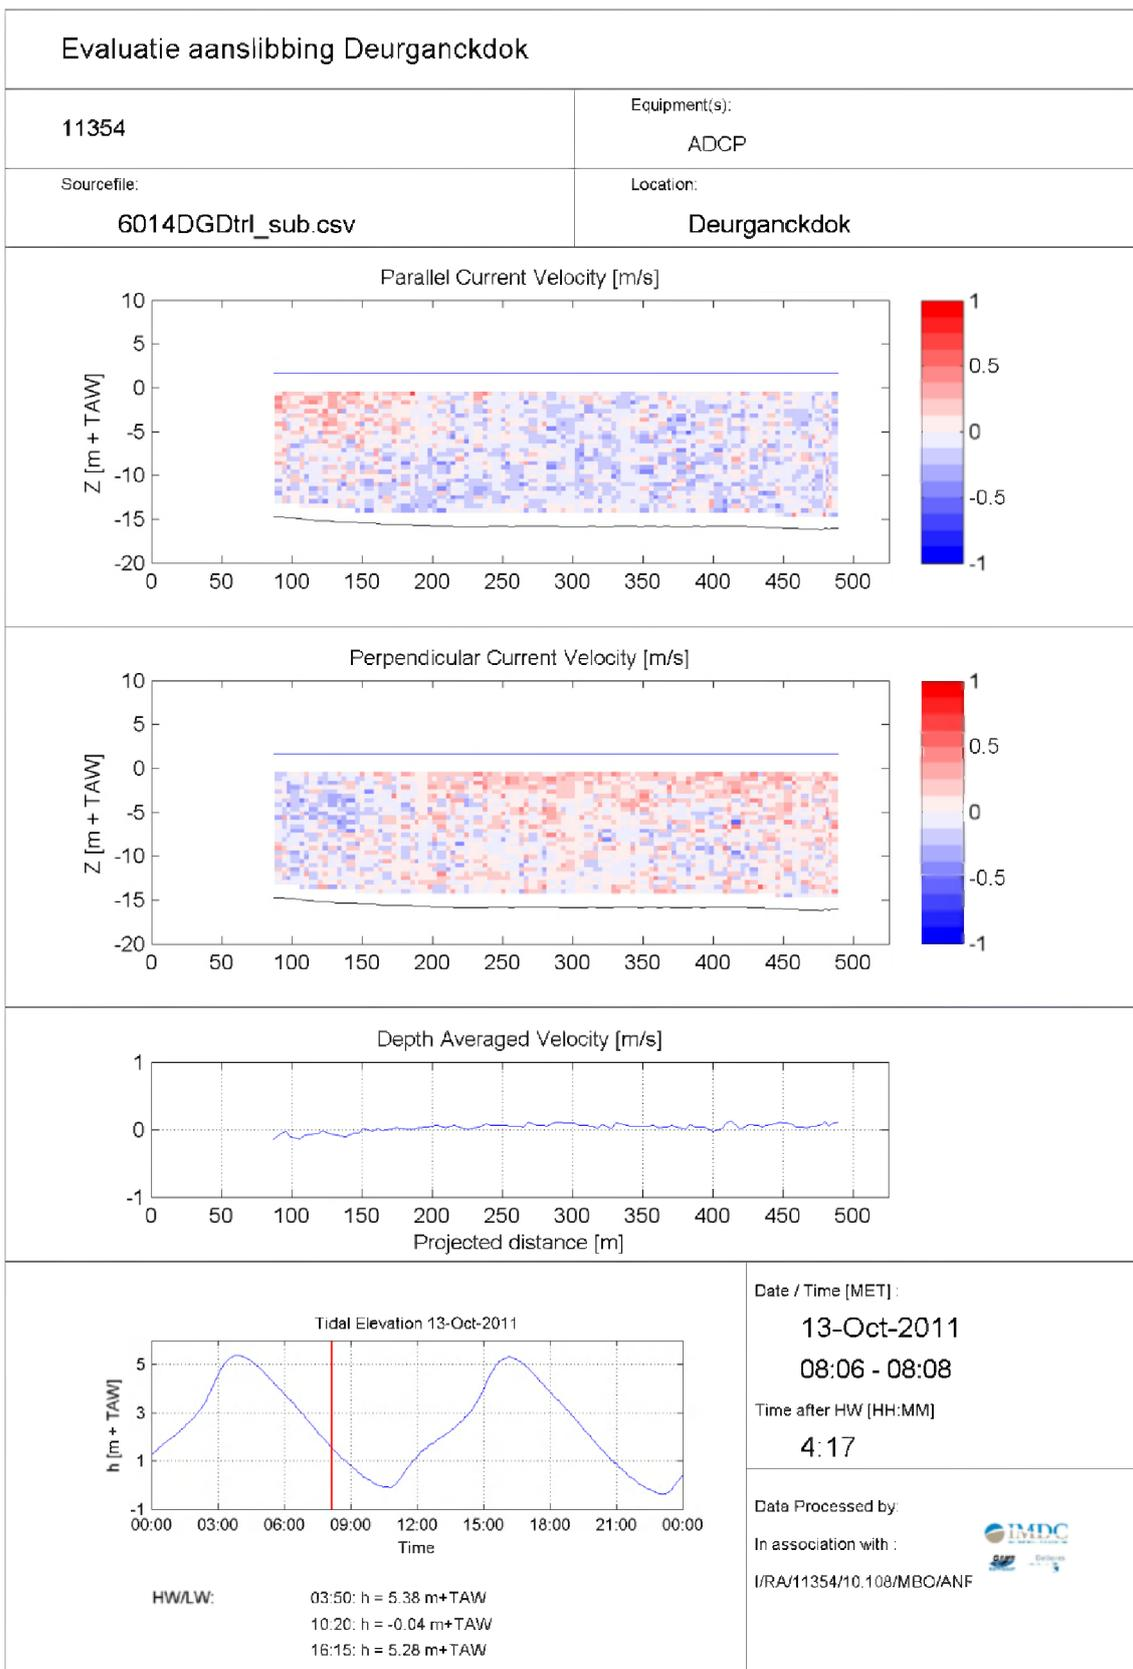 Evaluatie aanslibbing Deurganckdok
11354
Equipment(s):
ADCP
Sourcefile:
6014DGDtrl_sub.csv
Location:
Deurganckdok
Parallel Current Velocity [m/s]
Z [m + TAW]
10
5
0
-5
-10
-15
-20
0 50 100 150 200 250 300 350 400 450 500
1
0.5
0
-0.5
-1
Perpendicular Current Velocity [m/s]
Z [m + TAW]
10
5
0
-5
-10
-15
-20
0 50 100 150 200 250 300 350 400 450 500
1
0.5
0
-0.5
-1
Depth Averaged Velocity [m/s]
1
0
-1
0 50 100 150 200 250 300 350 400 450 500
Projected distance [m]
Tidal Elevation 13-Oct-2011
h [m + TAW]
5
3
1
-1
00:00 03:00 06:00 09:00 12:00 15:00 18:00 21:00 00:00
Time
HW/LW:
03:50: h = 5.38 m+TAW
10:20: h = -0.04 m+TAW
16:15: h = 5.28 m+TAW
Date / Time [MET] :
13-Oct-2011
08:06 - 08:08
Time after HW [HH:MM]
4:17
Data Processed by:
In association with :
I/RA/11354/10.108/MBO/ANF
IMDC